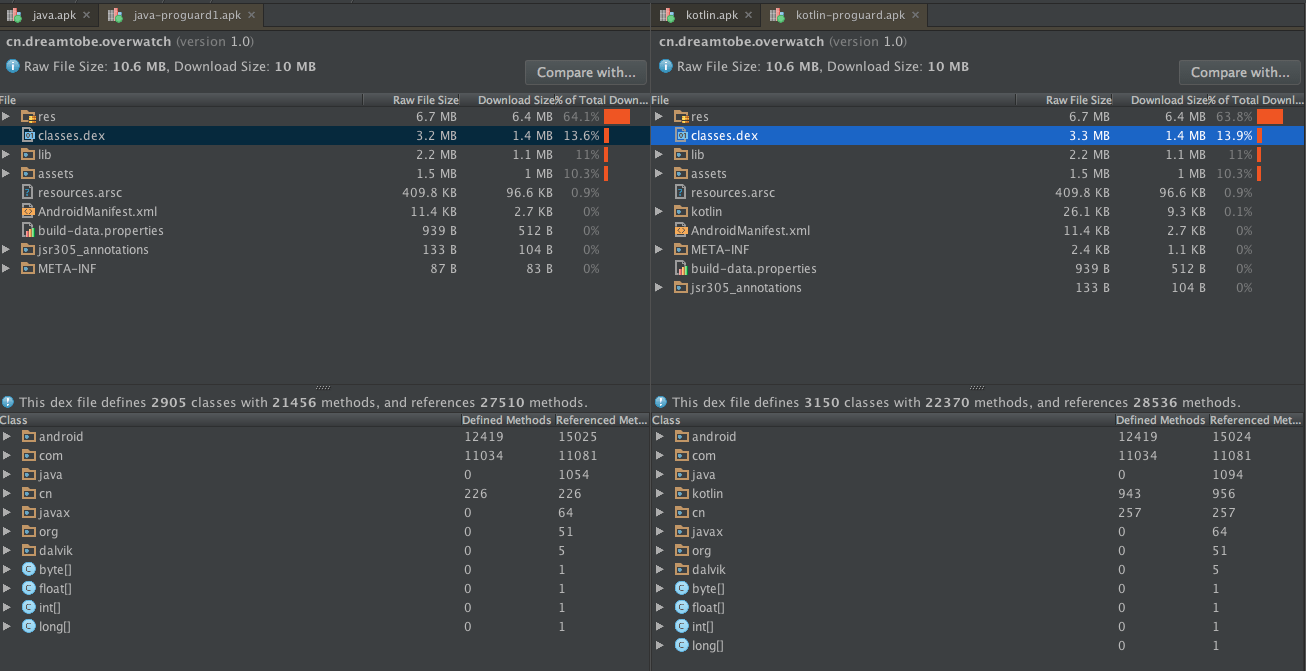 java.apk java-proguard1.apk
cn.dreamtobe.overwatch (version 1.0)
Raw File Size: 10.6 MB, Download Size: 10 MB
Compare with...
File Raw File Size Download Size % of Total Down...
res 6.7 MB 6.4 MB 64.1%
classes.dex 3.2 MB 1.4 MB 13.6%
lib 2.2 MB 1.1 MB 11%
assets 1.5 MB 1 MB 10.3%
resources.arsc 409.8 KB 96.6 KB 0.9%
AndroidManifest.xml 11.4 KB 2.7 KB 0%
build-data.properties 939 B 512 B 0%
jsr305_annotations 133 B 104 B 0%
META-INF 87 B 83 B 0%
This dex file defines 2905 classes with 21456 methods, and references 27510 methods.
Class Defined Methods Referenced Met...
android 12419 15025
com 11034 11081
java 0 1054
cn 226 226
javax 0 64
org 0 51
dalvik 0 5
byte[] 0 1
float[] 0 1
int[] 0 1
long[] 0 1
kotlin.apk kotlin-proguard.apk
cn.dreamtobe.overwatch (version 1.0)
Raw File Size: 10.6 MB, Download Size: 10 MB
Compare with...
File Raw File Size Download Size % of Total Downl...
res 6.7 MB 6.4 MB 63.8%
classes.dex 3.3 MB 1.4 MB 13.9%
lib 2.2 MB 1.1 MB 11%
assets 1.5 MB 1 MB 10.3%
resources.arsc 409.8 KB 96.6 KB 0.9%
kotlin 26.1 KB 9.3 KB 0.1%
AndroidManifest.xml 11.4 KB 2.7 KB 0%
META-INF 2.4 KB 1.1 KB 0%
build-data.properties 939 B 512 B 0%
jsr305_annotations 133 B 104 B 0%
This dex file defines 3150 classes with 22370 methods, and references 28536 methods.
Class Defined Methods Referenced Met...
android 12419 15024
com 11034 11081
java 0 1094
kotlin 943 956
cn 257 257
javax 0 64
org 0 51
dalvik 0 5
byte[] 0 1
float[] 0 1
int[] 0 1
long[] 0 1